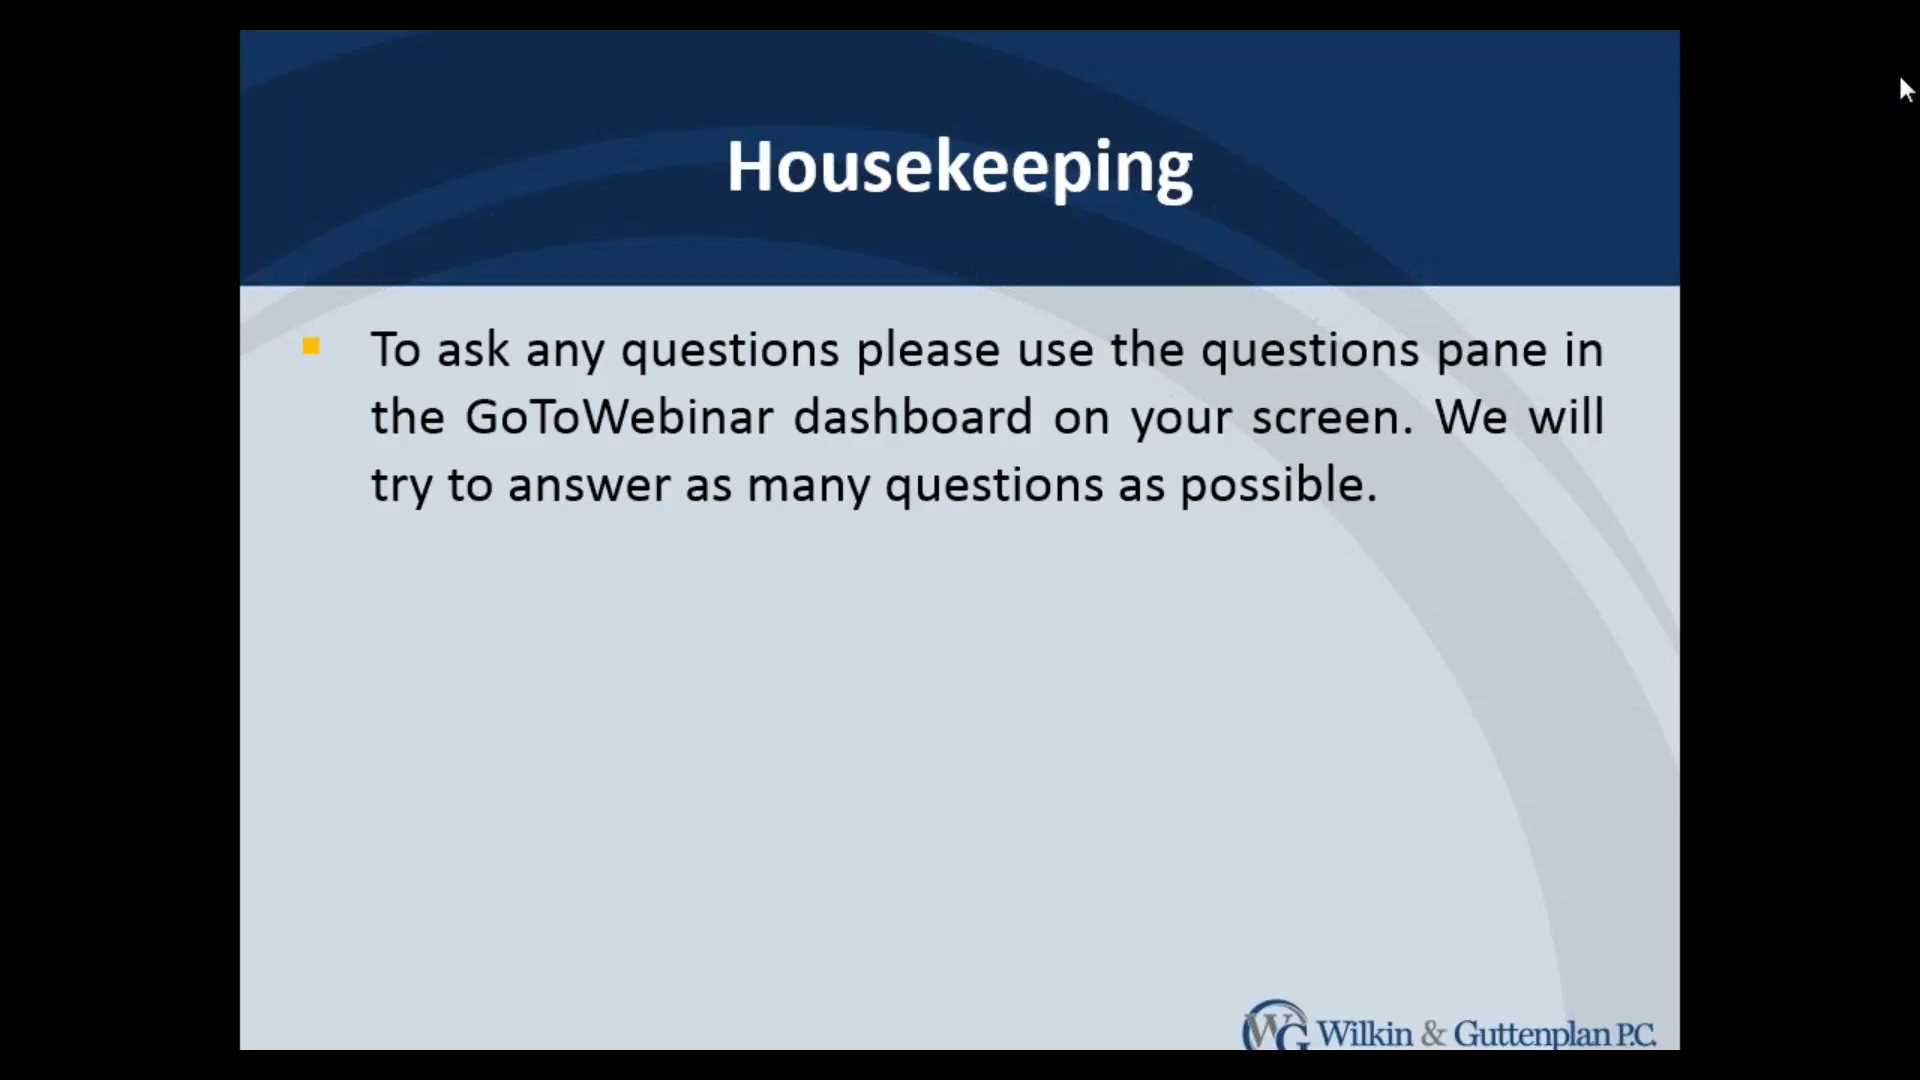 Housekeeping
To ask any questions please use the questions pane in
the GoToWebinar dashboard on your screen. We will
try to answer as many questions as possible.
WG Wilkin & Guttenplan P.C.